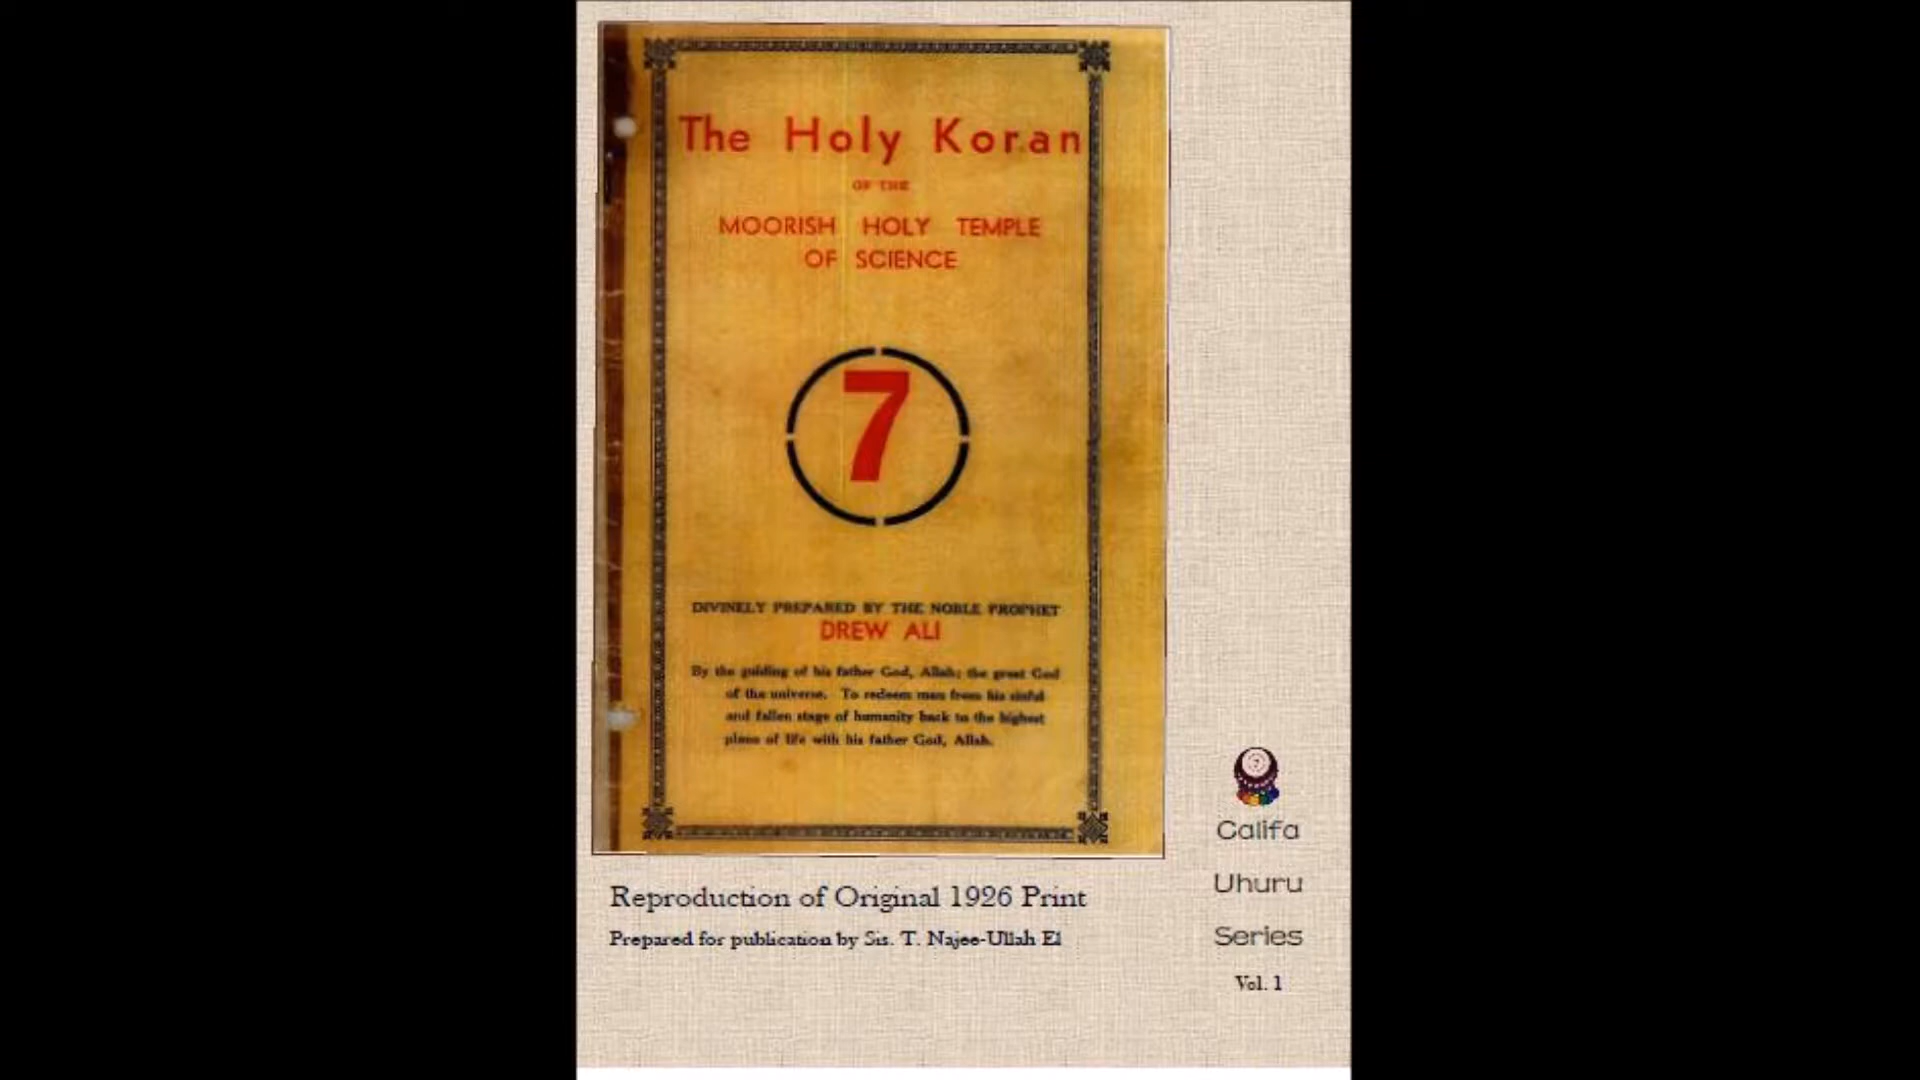 The Holy Koran
OF THE
MOORISH HOLY TEMPLE
OF SCIENCE
7
DIVINELY PREPARED BY THE NOBLE PROPHET
DREW ALI
By the guiding of his father God, Allah; the great God
of the universe. To redeem man from his sinful
and fallen stage of humanity back to the highest
plane of life with his father God, Allah.
Reproduction of Original 1926 Print
Prepared for publication by Sis. T. Najee-Ullah El
7
Califa
Uhuru
Series
Vol. 1